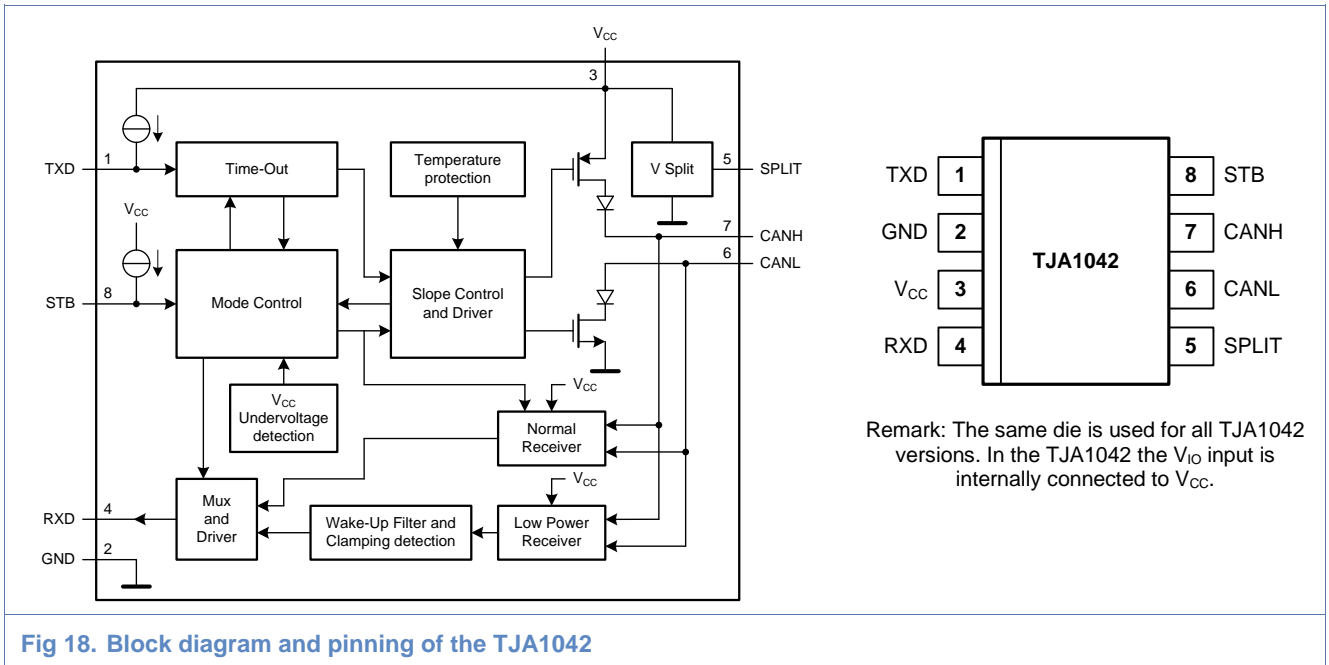 VCC
3
TXD
1
Time-Out
Temperature
protection
V Split
5
SPLIT
VCC
7
CANH
6
CANL
STB
8
Mode Control
Slope Control
and Driver
VCC
Undervoltage
detection
VCC
Normal
Receiver
VCC
RXD
4
Mux
and
Driver
Wake-Up Filter and
Clamping detection
Low Power
Receiver
GND
2
TXD 1
8 STB
GND 2
7 CANH
TJA1042
VCC 3
6 CANL
RXD 4
5 SPLIT
Remark: The same die is used for all TJA1042
versions. In the TJA1042 the VIO input is
internally connected to VCC.
Fig 18. Block diagram and pinning of the TJA1042